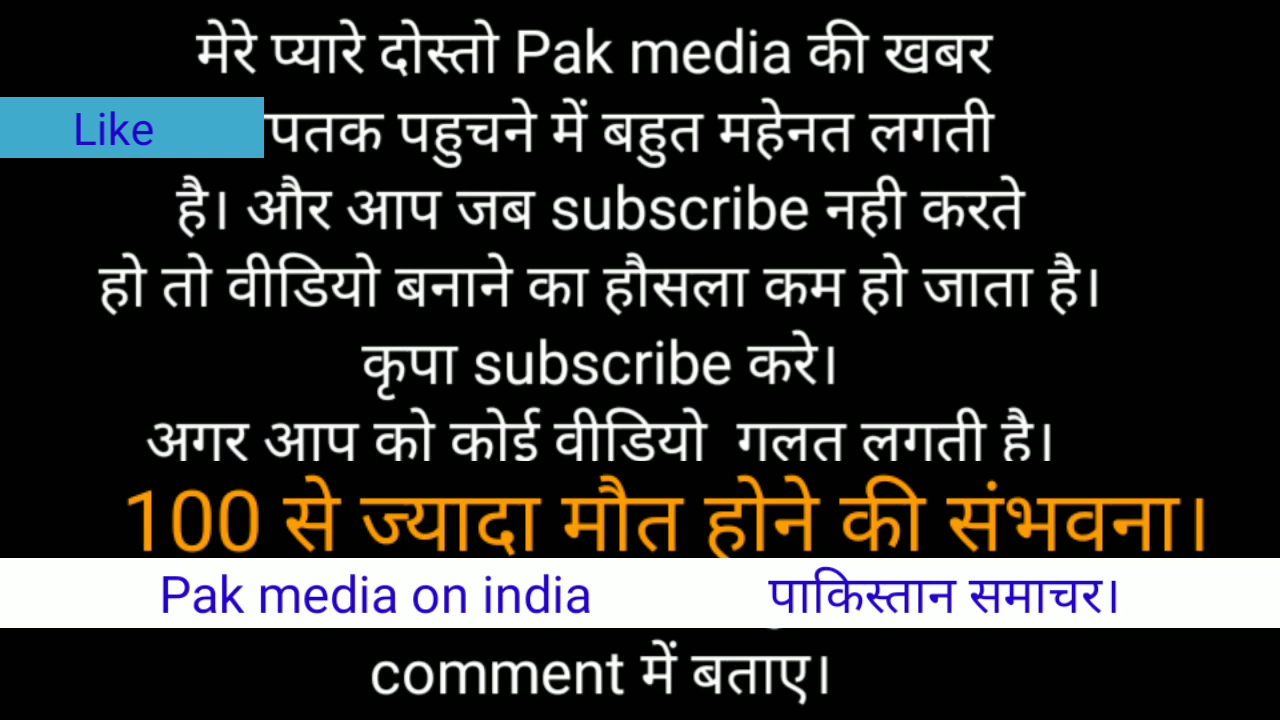 मेरे प्यारे दोस्तो Pak media की खबर
Like
पतक पहुचने में बहुत महेनत लगती
है। और आप जब subscribe नही करते
हो तो वीडियो बनाने का हौसला कम हो जाता है।
कृपा subscribe करे।
अगर आप को कोई वीडियो गलत लगती है।
100 से ज्यादा मौत होने की संभवना।
Pak media on india पाकिस्तान समाचर।
comment में बताए।